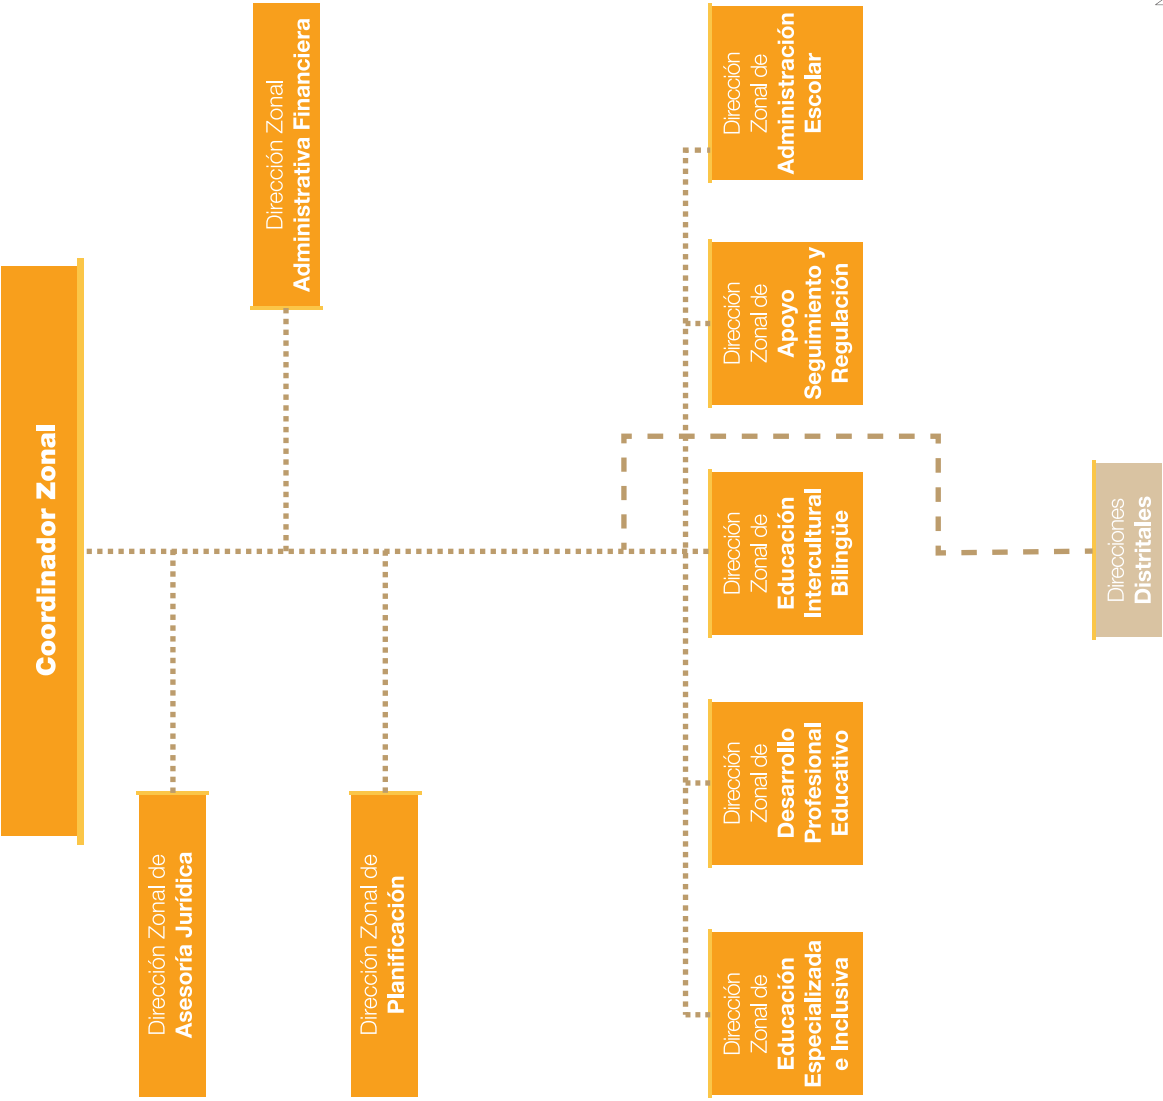 Coordinador Zonal
Dirección Zonal de
Asesoría Jurídica
Dirección Zonal
Administrativa Financiera
Dirección Zonal de
Planificación
Dirección
Zonal de
Educación
Especializada
e Inclusiva
Dirección
Zonal de
Desarrollo
Profesional
Educativo
Dirección
Zonal de
Educación
Intercultural
Bilingüe
Dirección
Zonal de
Apoyo
Seguimiento y
Regulación
Dirección
Zonal de
Administración
Escolar
Direcciones
Distritales